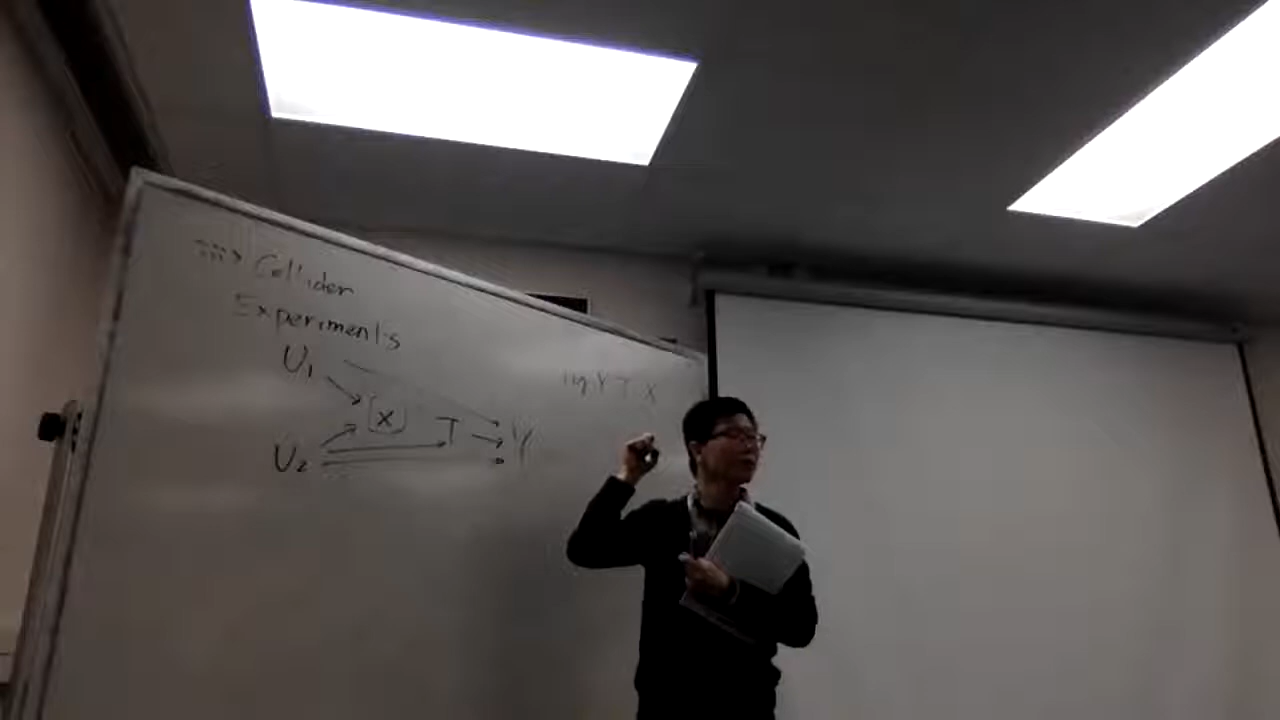 Collider
Experiments
U₁
[X] T Y
U₂
Y T X